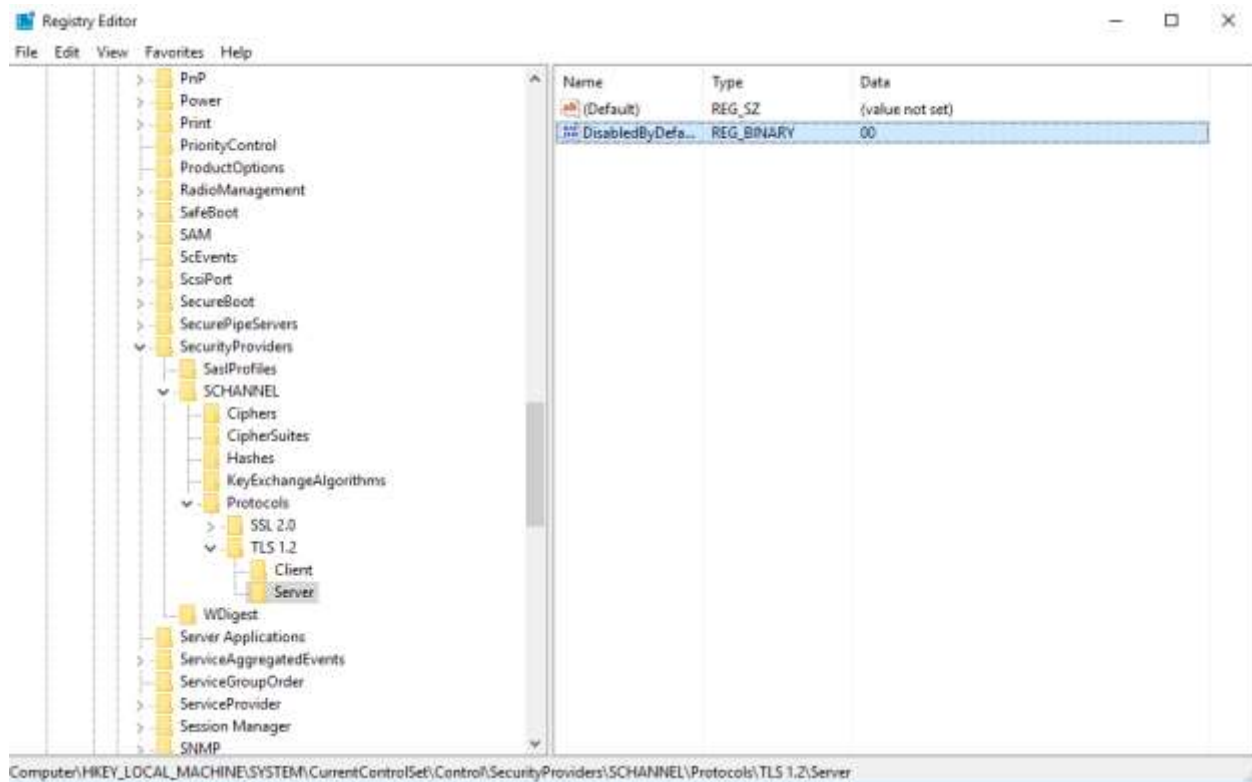 Registry Editor
File Edit View Favorites Help
PnP
Power
Print
PriorityControl
ProductOptions
RadioManagement
SafeBoot
SAM
ScEvents
ScsiPort
SecureBoot
SecurePipeServers
SecurityProviders
SaslProfiles
SCHANNEL
Ciphers
CipherSuites
Hashes
KeyExchangeAlgorithms
Protocols
SSL 2.0
TLS 1.2
Client
Server
WDigest
Server Applications
ServiceAggregatedEvents
ServiceGroupOrder
ServiceProvider
Session Manager
SNMP
Name Type Data
(Default) REG_SZ (value not set)
DisabledByDefa... REG_BINARY 00
Computer\HKEY_LOCAL_MACHINE\SYSTEM\CurrentControlSet\Control\SecurityProviders\SCHANNEL\Protocols\TLS 1.2\Server